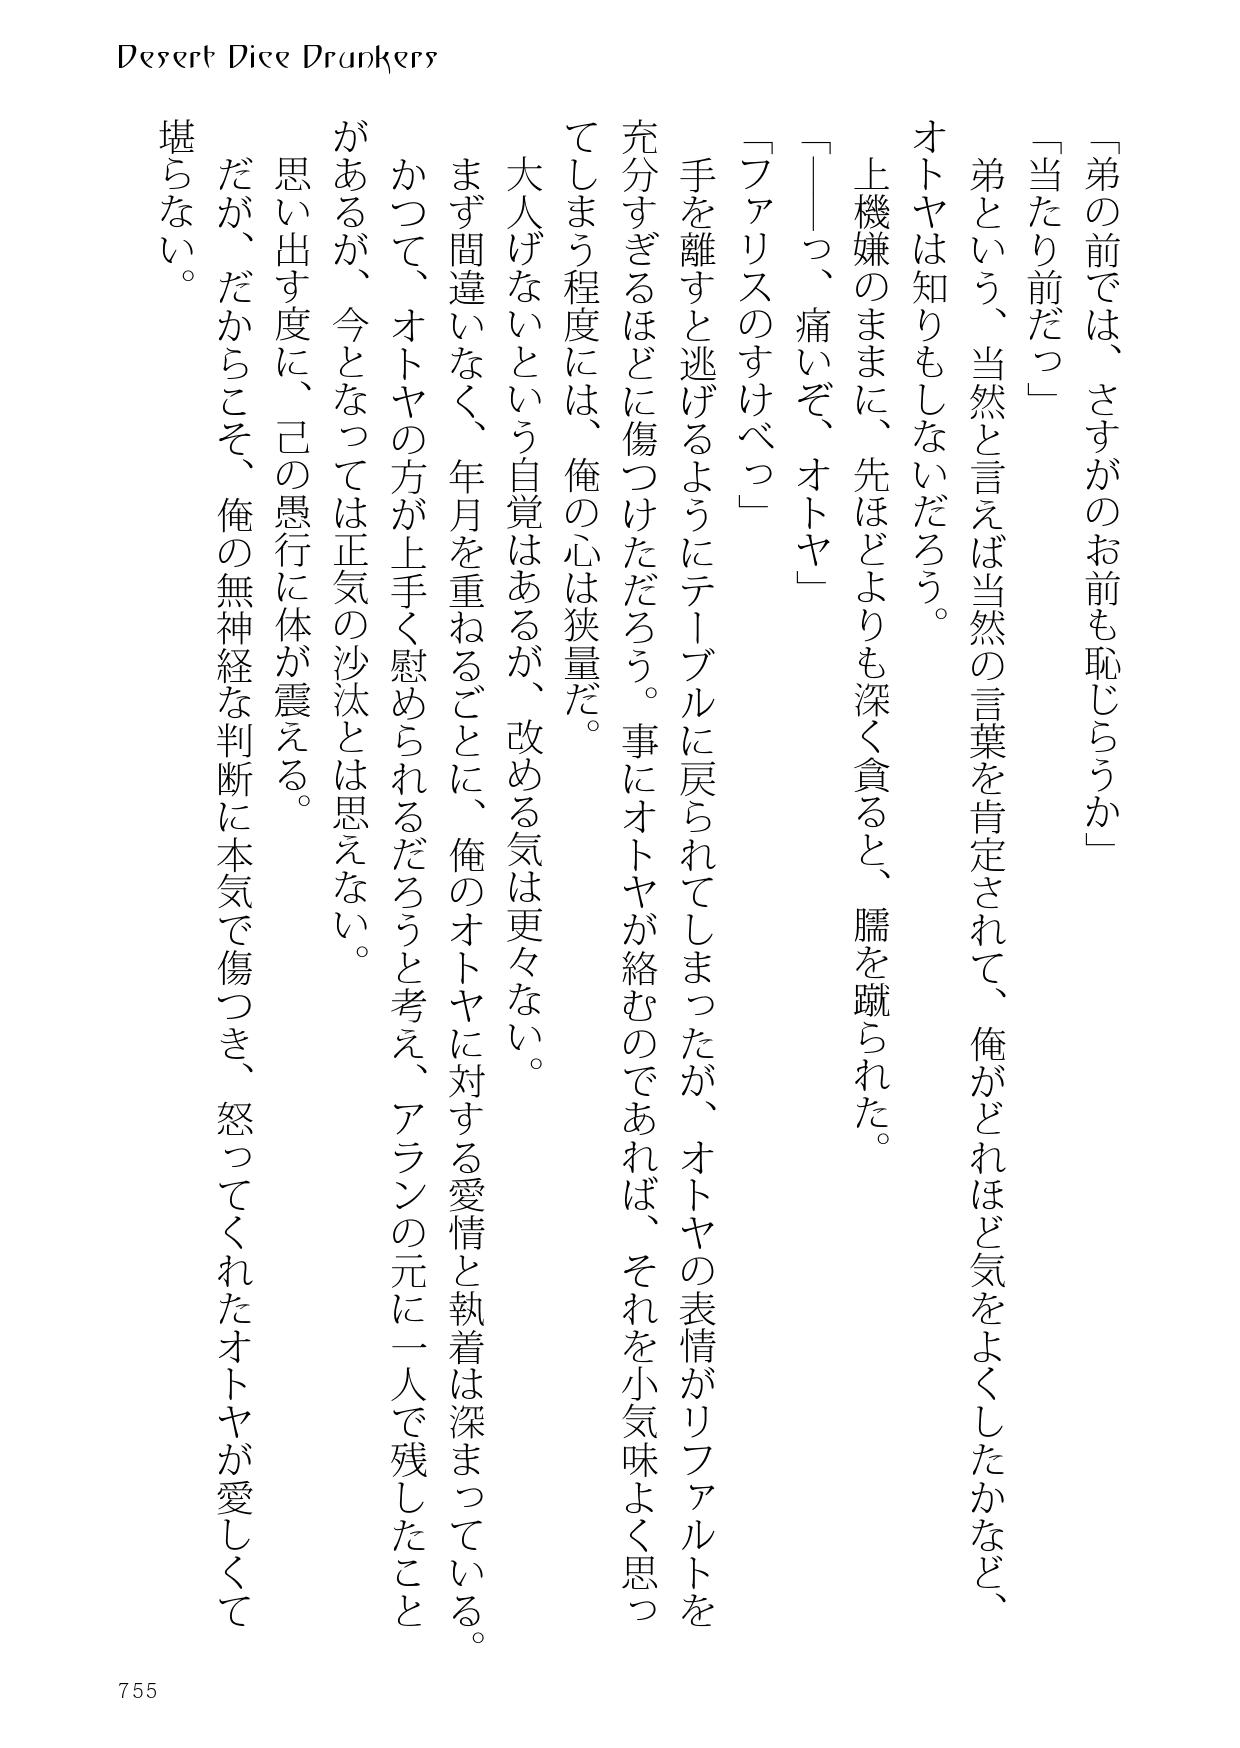 Desert Dice Drunkers
「弟の前では、さすがのお前も恥じらうか」
「当たり前だっ」
弟という、当然と言えば当然の言葉を肯定されて、俺がどれほど気をよくしたかなど、
オトヤは知りもしないだろう。
上機嫌のままに、先ほどよりも深く貪ると、臑を蹴られた。
「――っ、痛いぞ、オトヤ」
「ファリスのすけべっ」
手を離すと逃げるようにテーブルに戻られてしまったが、オトヤの表情がリファルトを
充分すぎるほどに傷つけただろう。事にオトヤが絡むのであれば、それを小気味よく思っ
てしまう程度には、俺の心は狭量だ。
大人げないという自覚はあるが、改める気は更々ない。
まず間違いなく、年月を重ねるごとに、俺のオトヤに対する愛情と執着は深まっている。
かつて、オトヤの方が上手く慰められるだろうと考え、アランの元に一人で残したこと
があるが、今となっては正気の沙汰とは思えない。
思い出す度に、己の愚行に体が震える。
だが、だからこそ、俺の無神経な判断に本気で傷つき、怒ってくれたオトヤが愛しくて
堪らない。
755